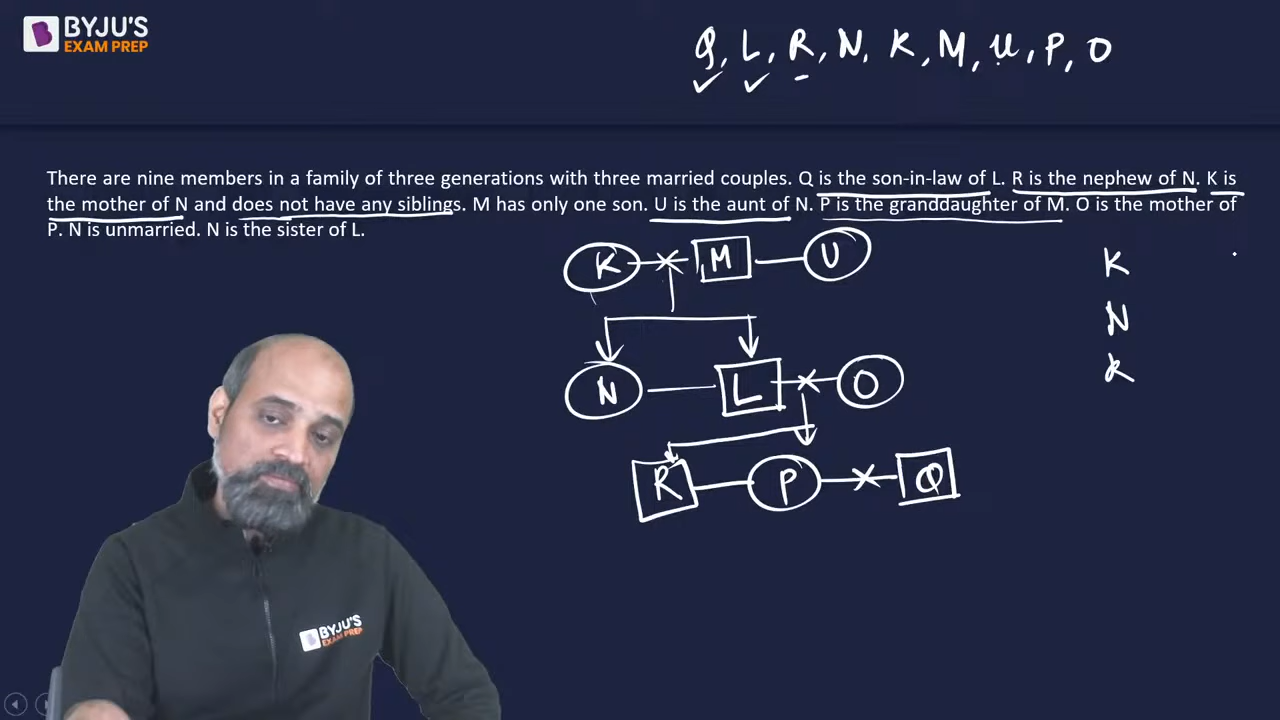 BYJU'S
EXAM PREP
Q, L, R, N, K, M, U, P, O
There are nine members in a family of three generations with three married couples. Q is the son-in-law of L. R is the nephew of N. K is
the mother of N and does not have any siblings. M has only one son. U is the aunt of N. P is the granddaughter of M. O is the mother of
P. N is unmarried. N is the sister of L.
K M U
K
N
N L O
K
R P Q
BYJU'S
EXAM PREP